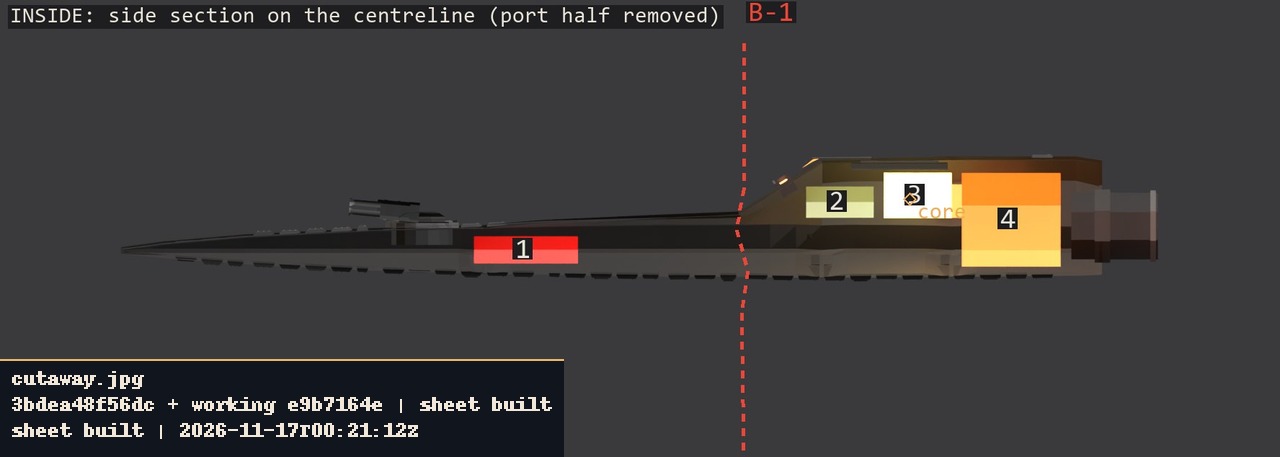 INSIDE: side section on the centreline (port half removed)
B-1
1
2
3
core
4
cutaway.jpg
3bdea48f56dc + working e9b7164e | sheet built
sheet built | 2026-11-17T00:21:12Z